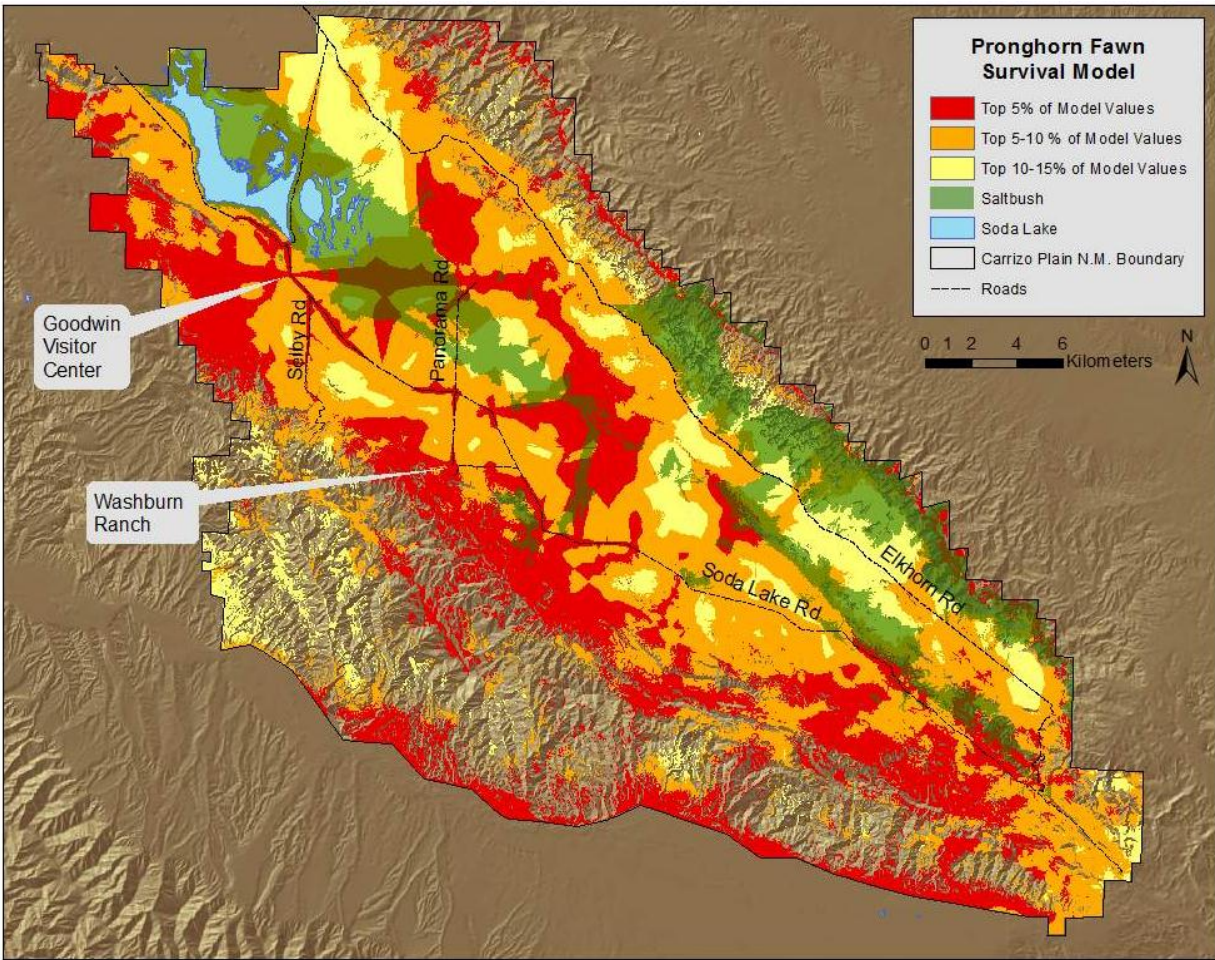 Pronghorn Fawn
Survival Model
Top 5% of Model Values
Top 5-10 % of Model Values
Top 10-15% of Model Values
Saltbush
Soda Lake
Carrizo Plain N.M. Boundary
Roads
0 1 2 4 6
Kilometers
N
Goodwin
Visitor
Center
Selby Rd
Panorama Rd
Washburn
Ranch
Elkhorn Rd
Soda Lake Rd